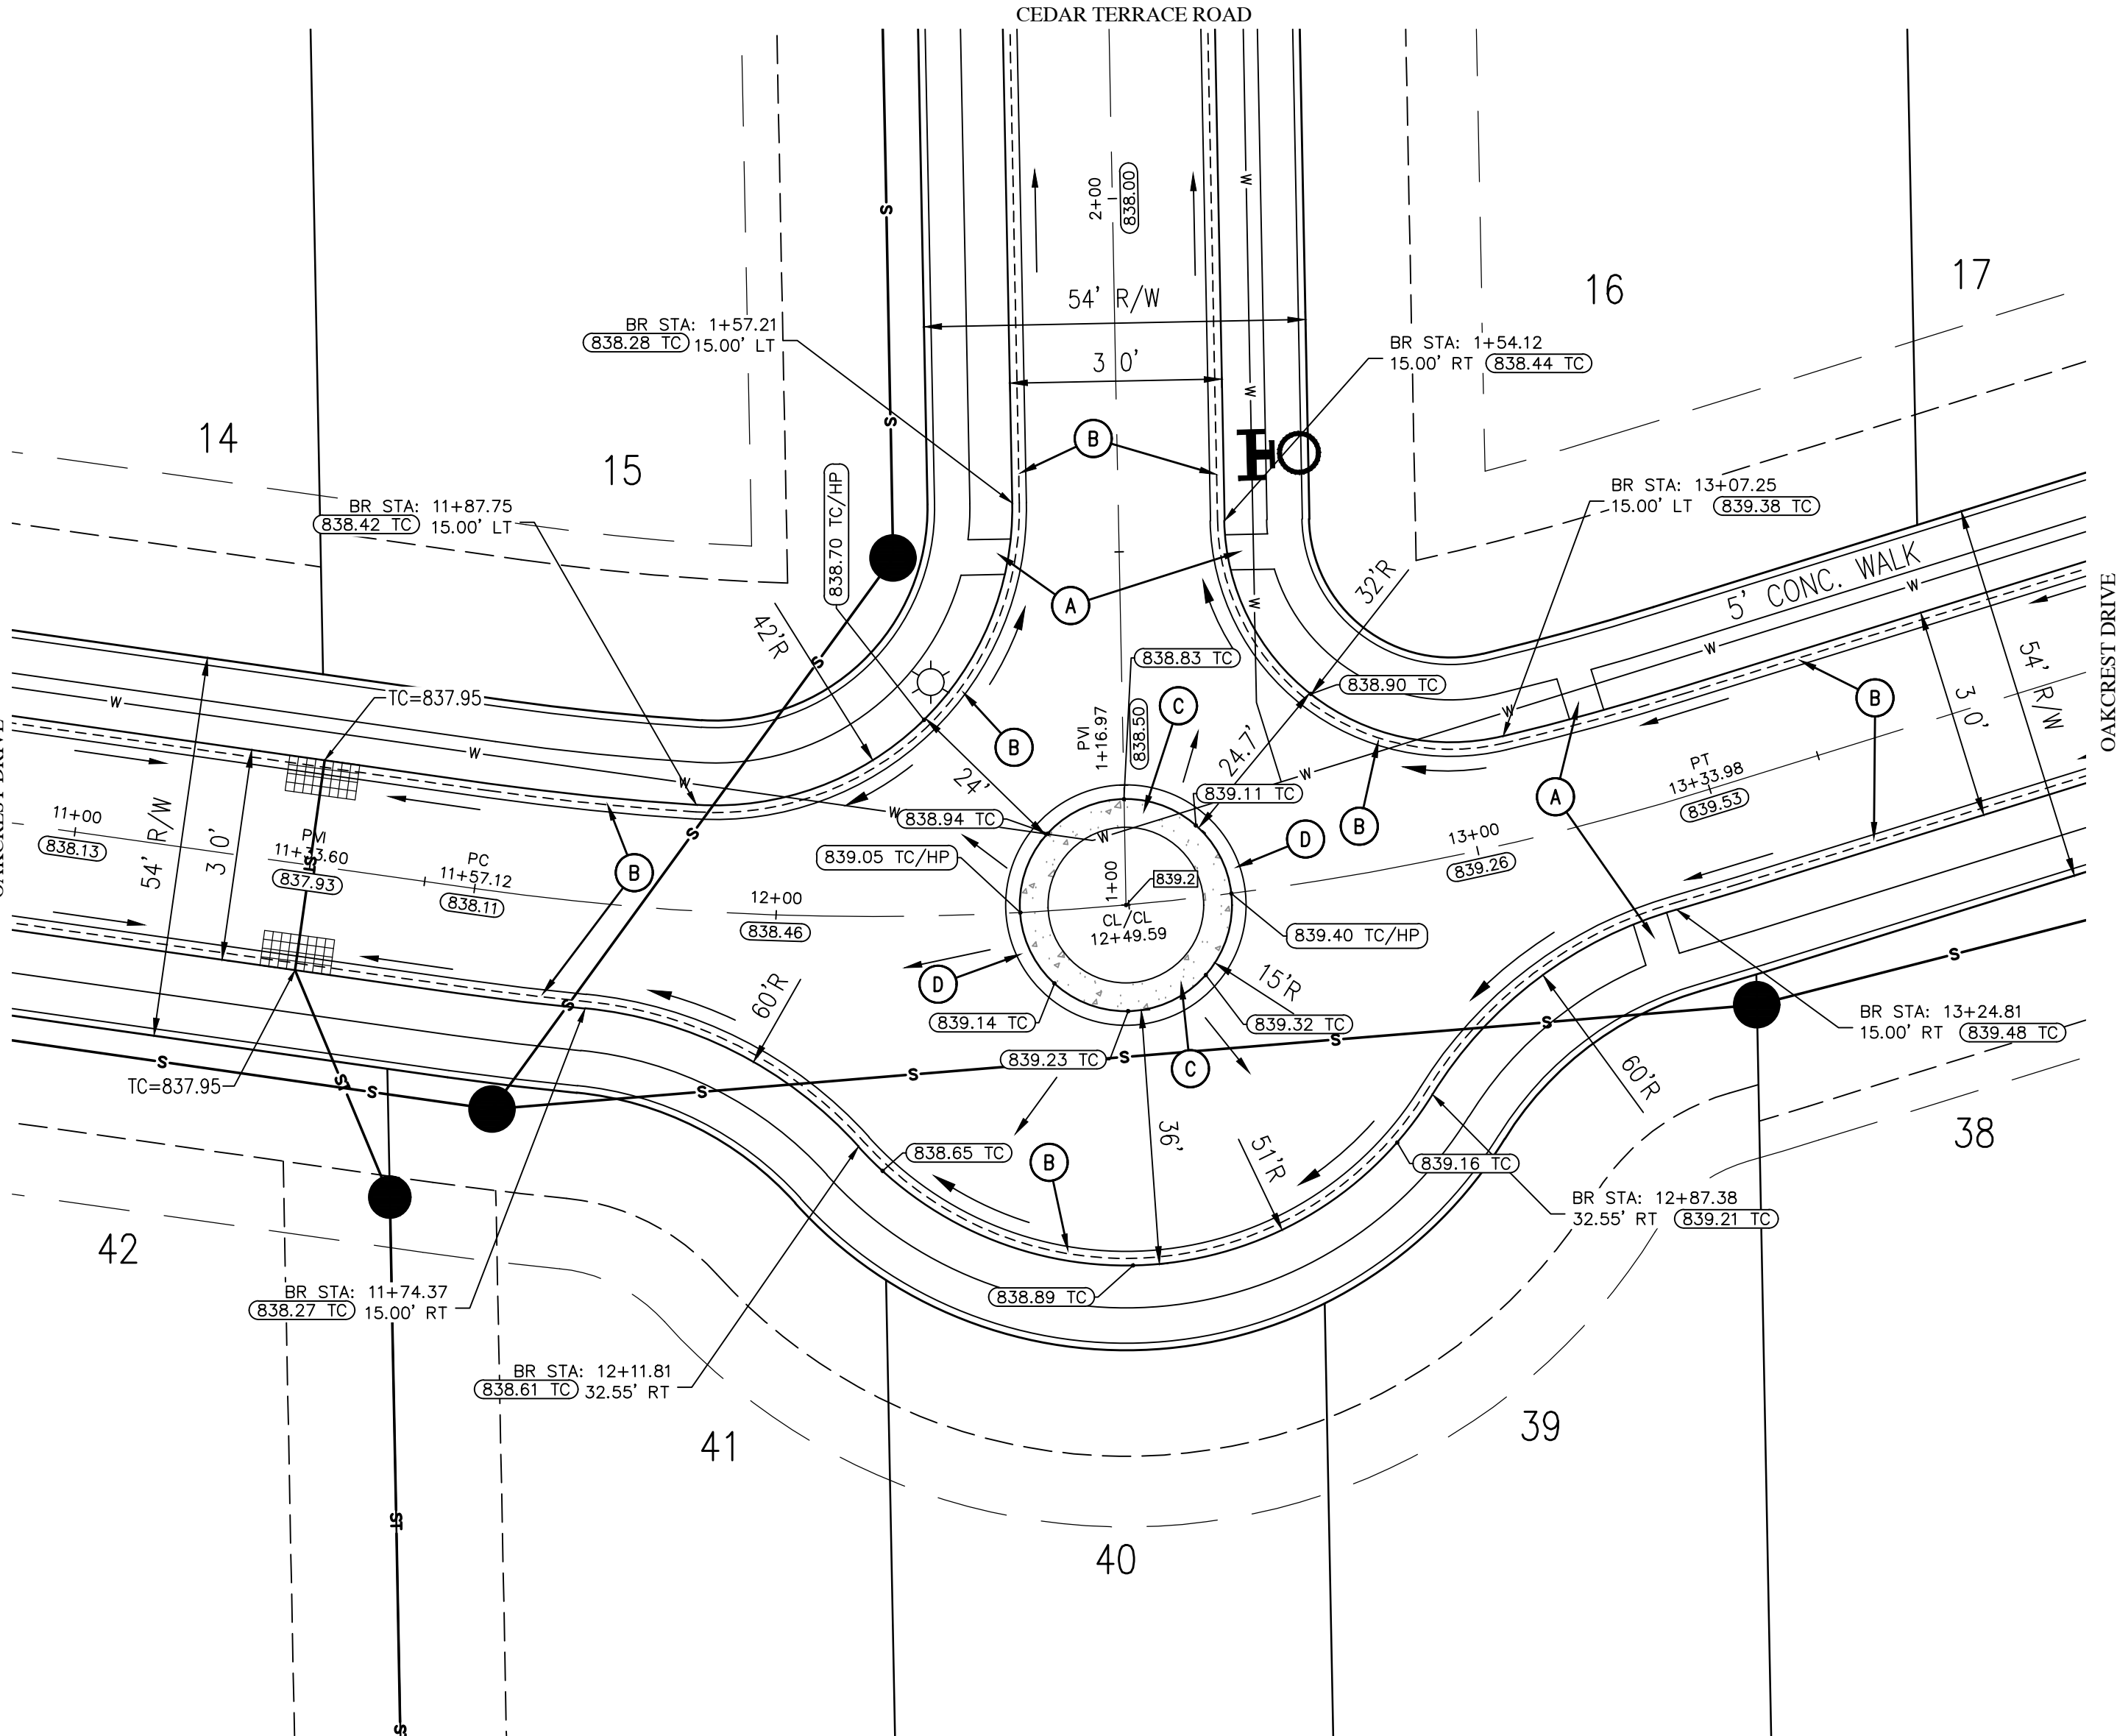 CEDAR TERRACE ROAD
2+00
838.00
54' R/W
30'
16
17
BR STA: 1+57.21
838.28 TC 15.00' LT
BR STA: 1+54.12
15.00' RT 838.44 TC
14
15
B
838.70 TC/HP
BR STA: 11+87.75
838.42 TC 15.00' LT
BR STA: 13+07.25
15.00' LT 839.38 TC
5' CONC. WALK
32'R
A
42'R
838.83 TC
838.90 TC
OAKCREST DRIVE
54' R/W
30'
TC=837.95
W
S
B
B
C
PVI
1+16.97
838.50
24.7'
24'
839.11 TC
838.94 TC
B
D
A
PT
13+33.98
839.53
13+00
839.26
OAKCREST DRIVE
11+00
838.13
54' R/W
30'
PVI
11+33.60
837.93
ST
PC
11+57.12
838.11
B
12+00
838.46
839.05 TC/HP
1+00
839.2
CL/CL
12+49.59
839.40 TC/HP
D
60'R
15'R
839.14 TC
839.32 TC
839.23 TC
C
BR STA: 13+24.81
15.00' RT 839.48 TC
TC=837.95
60'R
36'
51'R
B
838.65 TC
839.16 TC
38
BR STA: 12+87.38
32.55' RT 839.21 TC
42
BR STA: 11+74.37
838.27 TC 15.00' RT
838.89 TC
BR STA: 12+11.81
838.61 TC 32.55' RT
41
39
40
ST